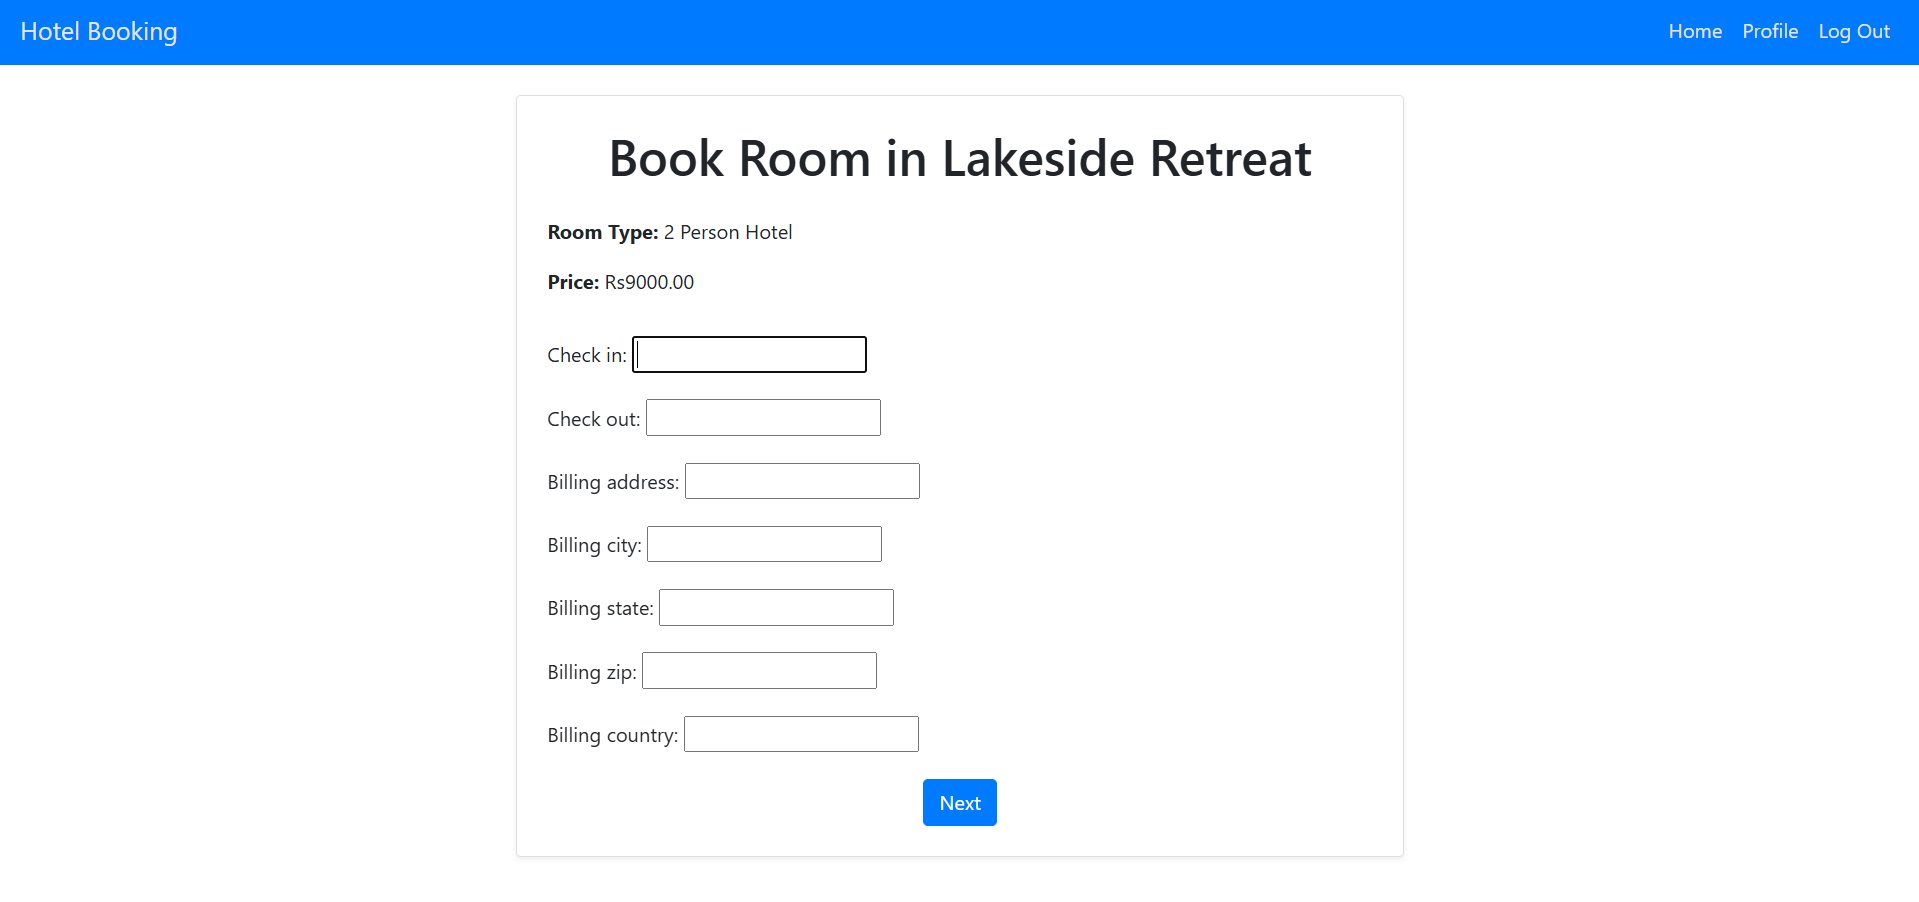 Hotel Booking
Home Profile Log Out
Book Room in Lakeside Retreat
Room Type: 2 Person Hotel
Price: Rs9000.00
Check in:
Check out:
Billing address:
Billing city:
Billing state:
Billing zip:
Billing country:
Next